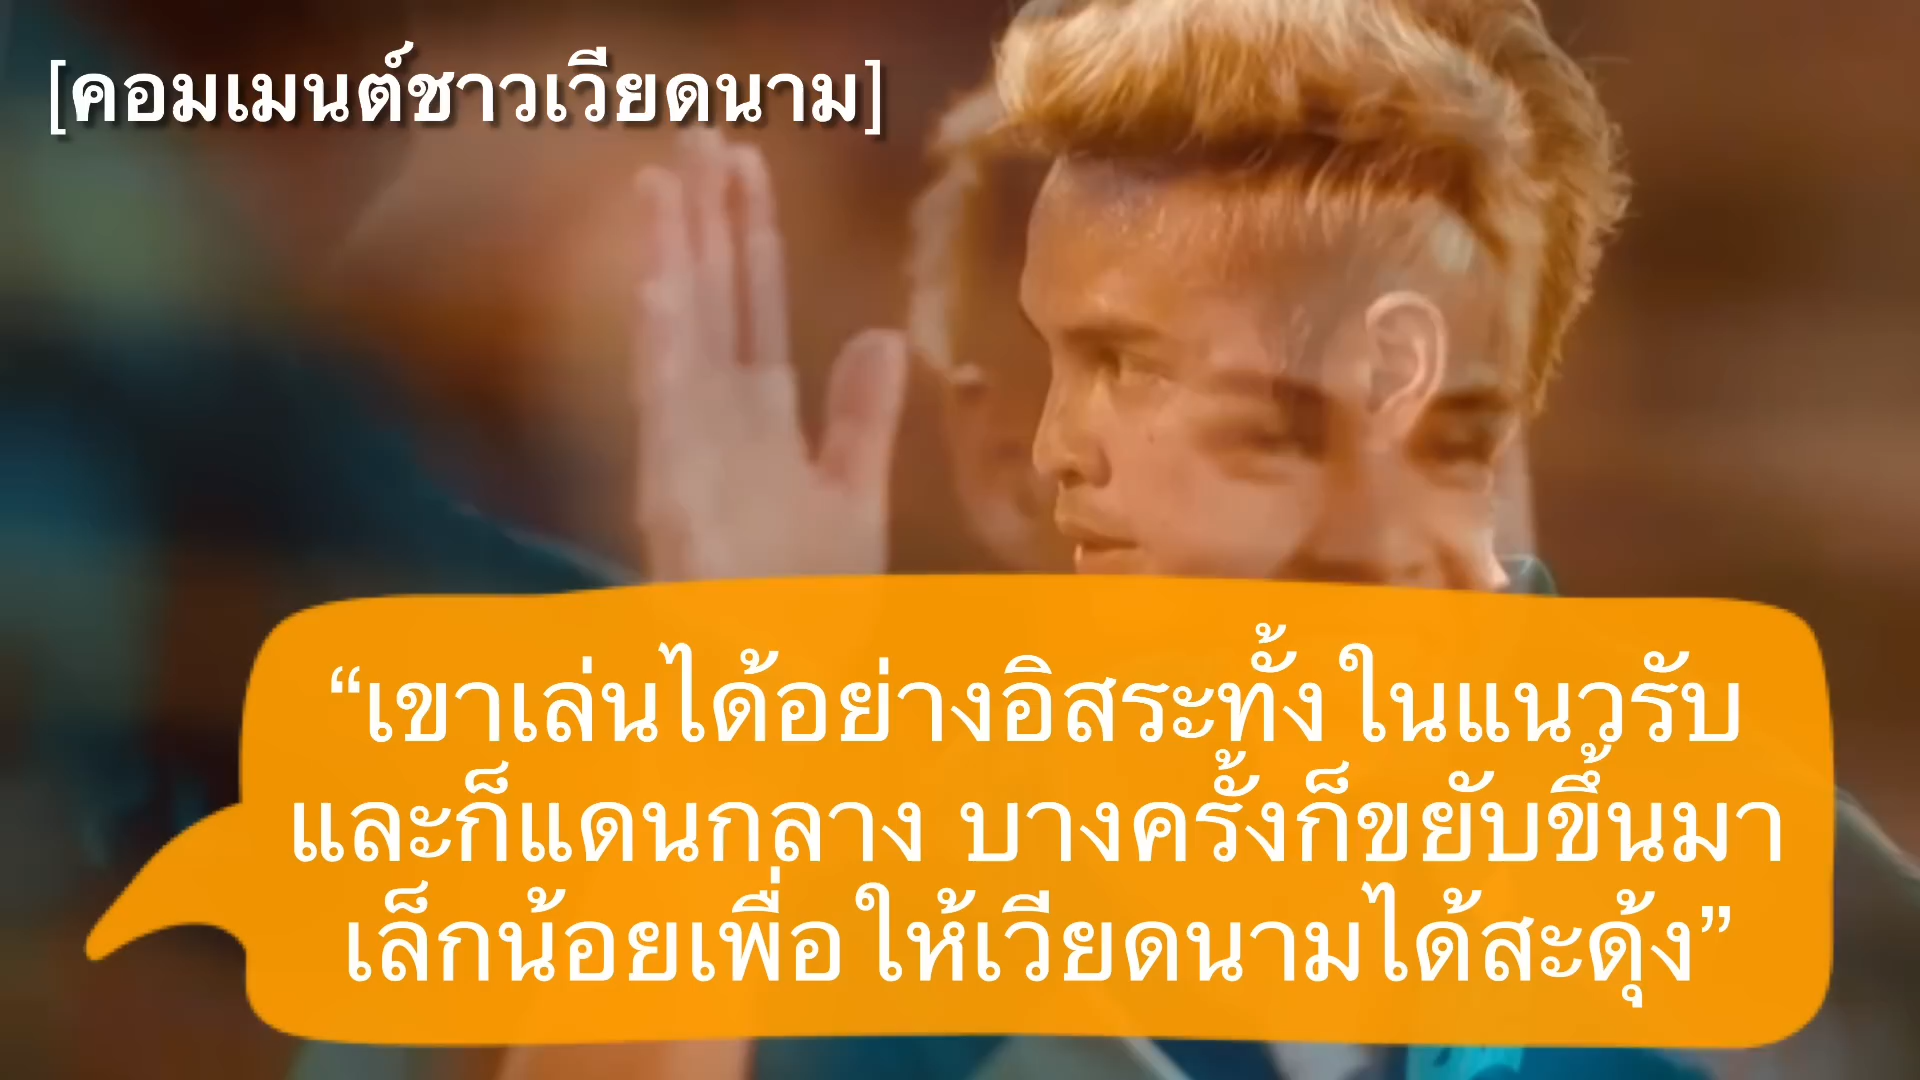 [คอมเมนต์ชาวเวียดนาม]
“เขาเล่นได้อย่างอิสระทั้งในแนวรับ
และก็แดนกลาง บางครั้งก็ขยับขึ้นมา
เล็กน้อยเพื่อให้เวียดนามได้สะดุ้ง”